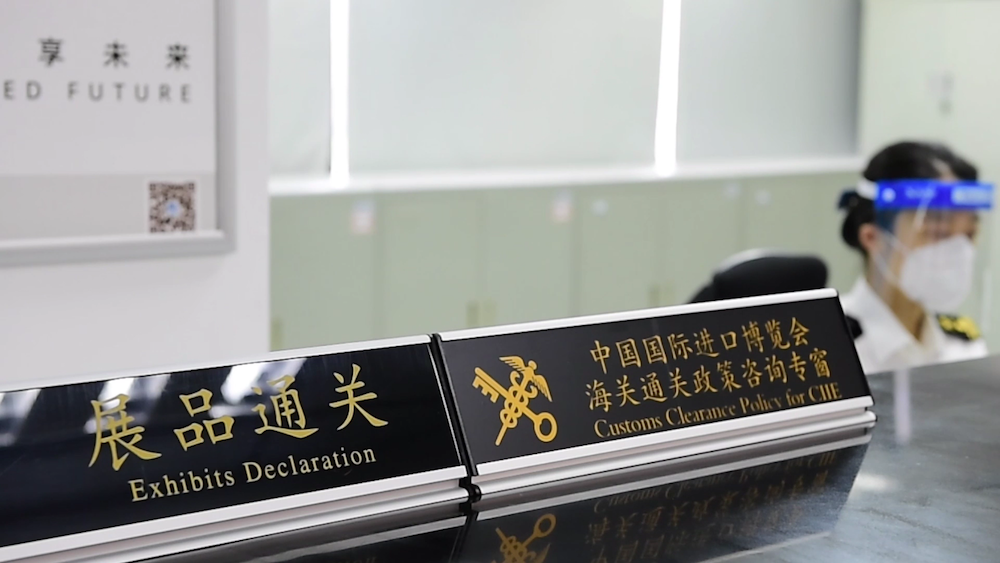 享未来
ED FUTURE
展品通关
Exhibits Declaration
中国国际进口博览会
海关通关政策咨询专窗
Customs Clearance Policy for CIIE